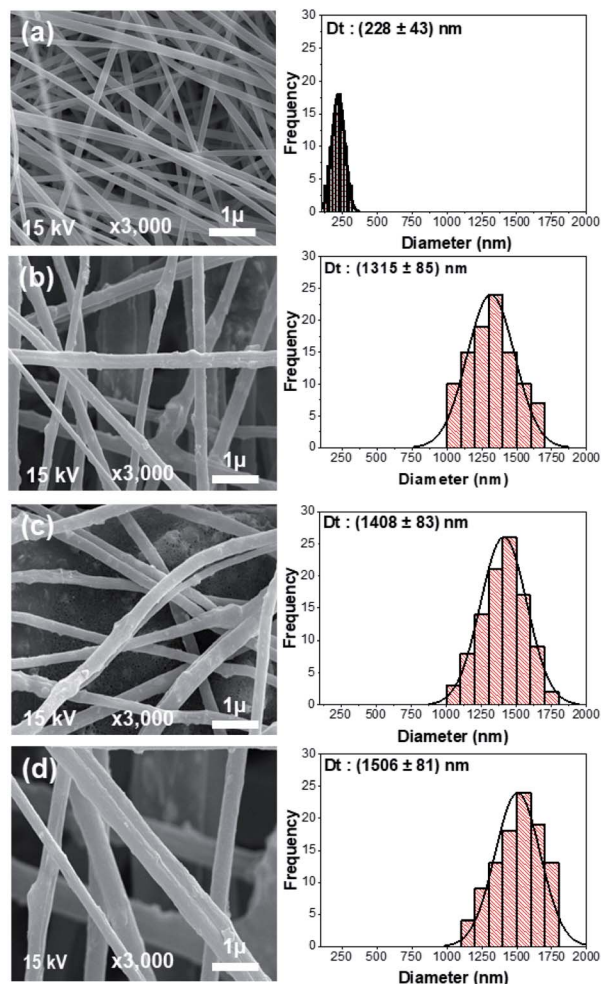 (a)
15 kV x3,000 1μ
Dt : (228 ± 43) nm
Frequency
30
25
20
15
10
5
0
250 500 750 1000 1250 1500 1750 2000
Diameter (nm)
(b)
15 kV x3,000 1μ
Dt : (1315 ± 85) nm
Frequency
30
25
20
15
10
5
0
250 500 750 1000 1250 1500 1750 2000
Diameter (nm)
(c)
15 kV x3,000 1μ
Dt : (1408 ± 83) nm
Frequency
30
25
20
15
10
5
0
250 500 750 1000 1250 1500 1750 2000
Diameter (nm)
(d)
15 kV x3,000 1μ
Dt : (1506 ± 81) nm
Frequency
30
25
20
15
10
5
0
250 500 750 1000 1250 1500 1750 2000
Diameter (nm)